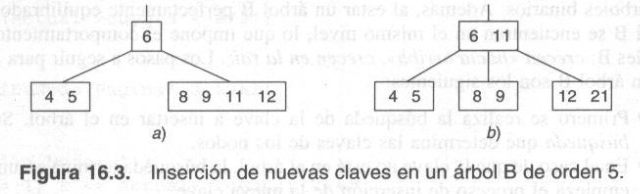 6
6 11
4 5
8 9 11 12
4 5
8 9
12 21
a)
b)
Figura 16.3. Inserción de nuevas claves en un árbol B de orden 5.